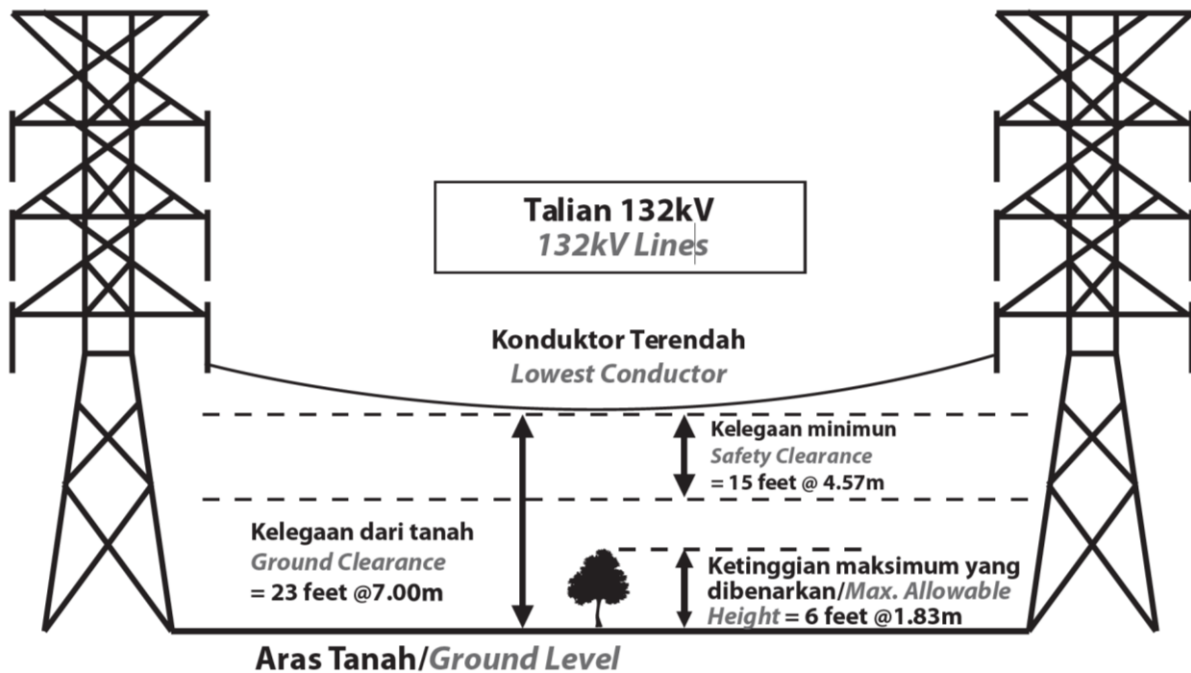 Talian 132kV
132kV Lines
Konduktor Terendah
Lowest Conductor
Kelegaan minimun
Safety Clearance
= 15 feet @ 4.57m
Kelegaan dari tanah
Ground Clearance
= 23 feet @7.00m
Ketinggian maksimum yang
dibenarkan/Max. Allowable
Height = 6 feet @1.83m
Aras Tanah/Ground Level